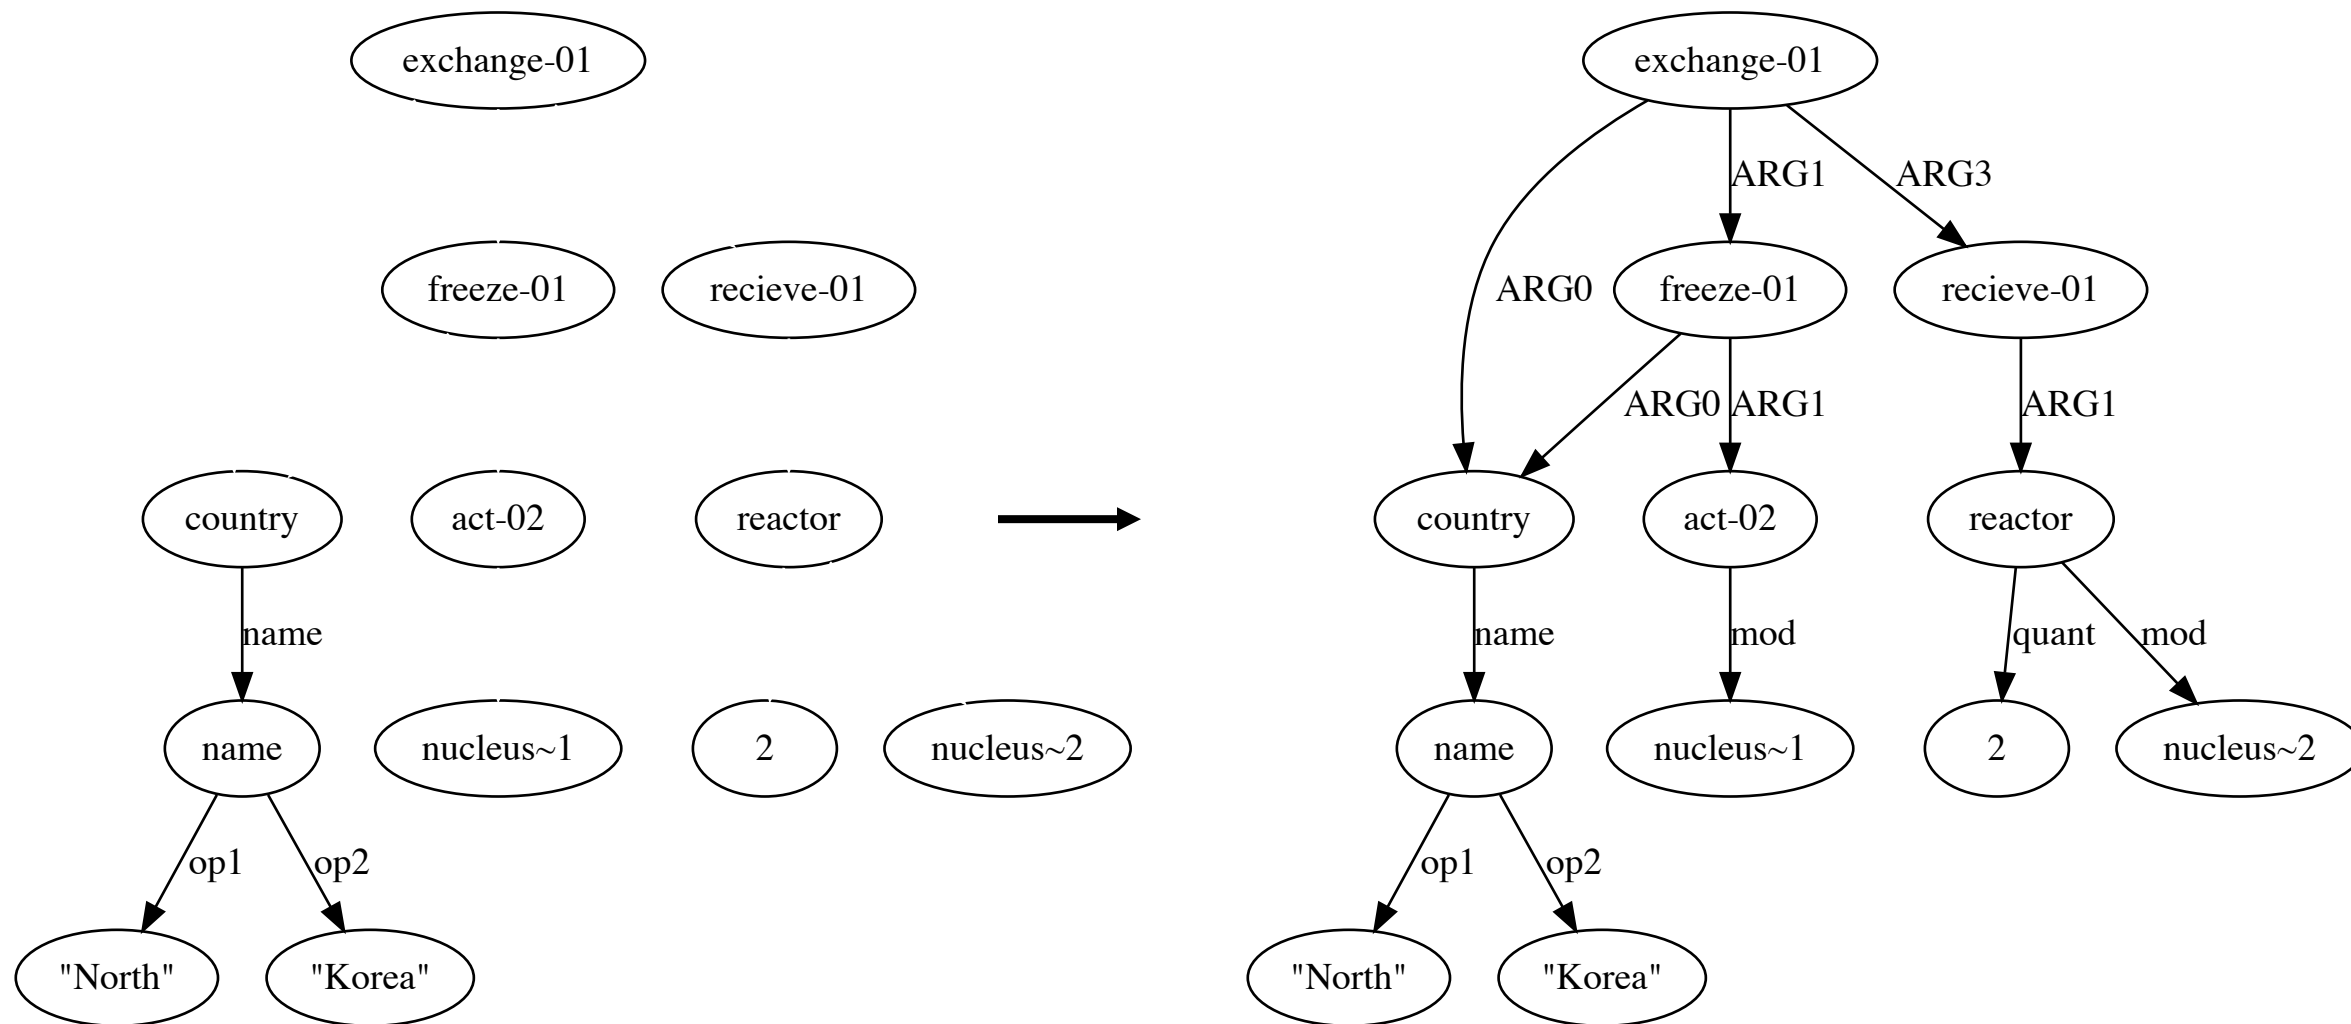 exchange-01
freeze-01
recieve-01
country
act-02
reactor
name
name
nucleus~1
2
nucleus~2
op1
op2
"North"
"Korea"
exchange-01
ARG1
ARG3
ARG0
freeze-01
recieve-01
ARG0
ARG1
ARG1
country
act-02
reactor
name
mod
quant
mod
name
nucleus~1
2
nucleus~2
op1
op2
"North"
"Korea"